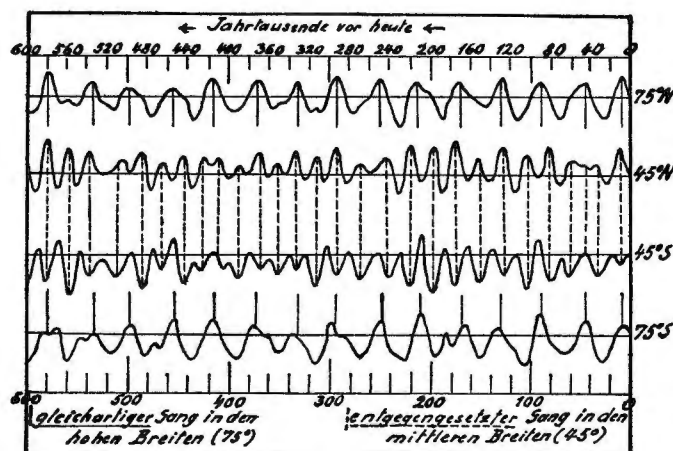 ← Jahrtausende vor heute ←
600 560 520 480 440 400 360 320 280 240 200 160 120 80 40 0
75°N
45°N
45°S
75°S
600 500 400 300 200 100 0
gleichartiger Gang in den
hohen Breiten (75°)
entgegengesetzter Gang in den
mittleren Breiten (45°)